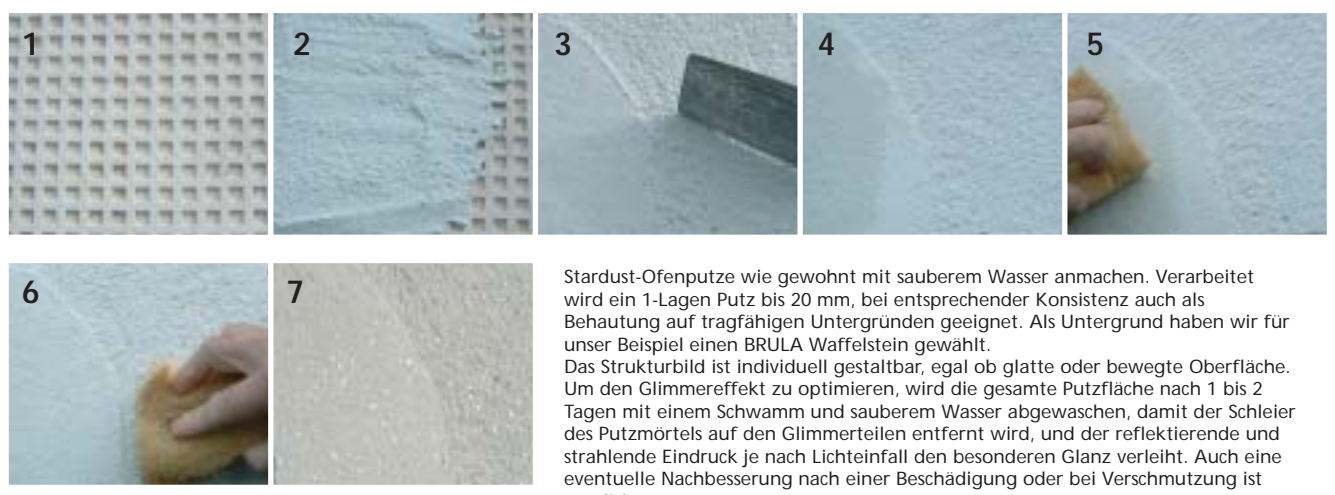 1
2
3
4
5
6
7
Stardust-Ofenputze wie gewohnt mit sauberem Wasser anmachen. Verarbeitet
wird ein 1-Lagen Putz bis 20 mm, bei entsprechender Konsistenz auch als
Behautung auf tragfähigen Untergründen geeignet. Als Untergrund haben wir für
unser Beispiel einen BRULA Waffelstein gewählt.
Das Strukturbild ist individuell gestaltbar, egal ob glatte oder bewegte Oberfläche.
Um den Glimmereffekt zu optimieren, wird die gesamte Putzfläche nach 1 bis 2
Tagen mit einem Schwamm und sauberem Wasser abgewaschen, damit der Schleier
des Putzmörtels auf den Glimmerteilen entfernt wird, und der reflektierende und
strahlende Eindruck je nach Lichteinfall den besonderen Glanz verleiht. Auch eine
eventuelle Nachbesserung nach einer Beschädigung oder bei Verschmutzung ist